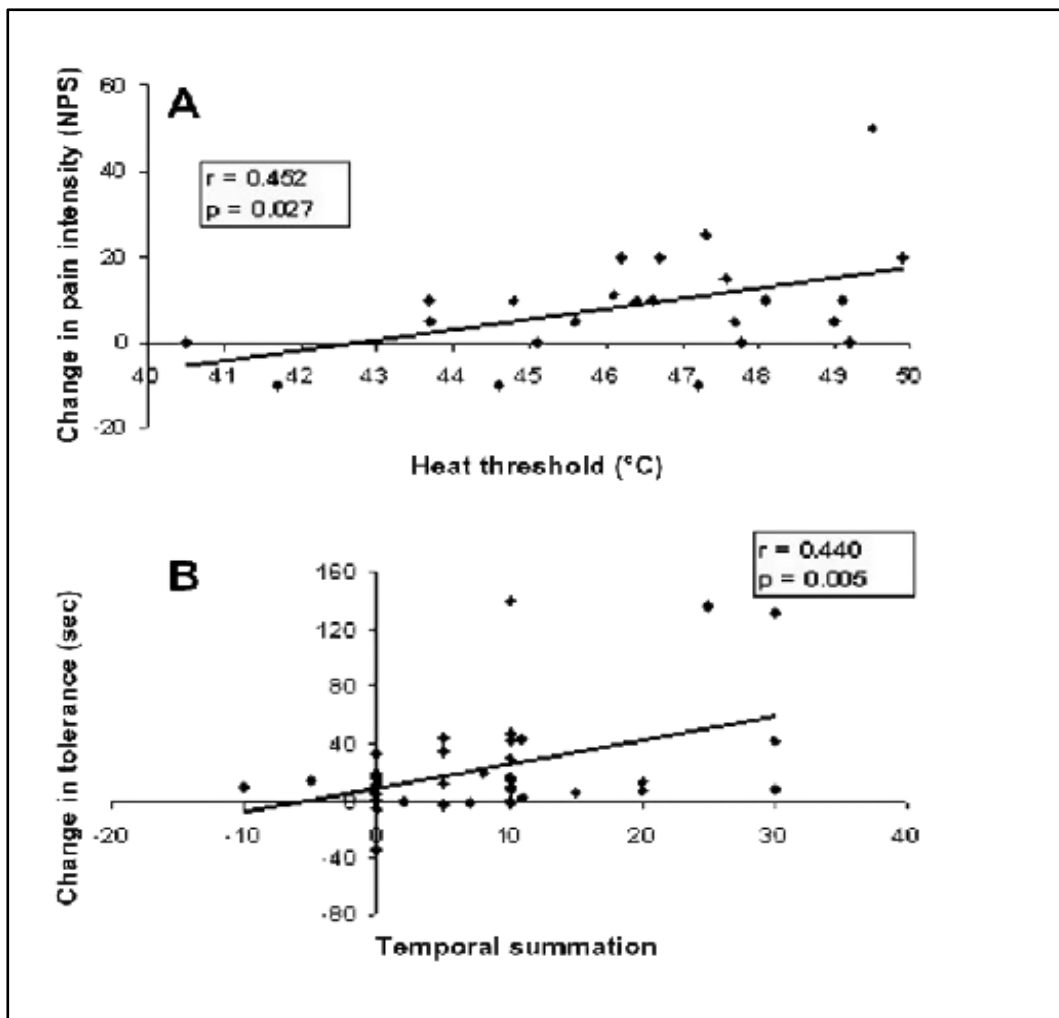 A
Change in pain intensity (NPS)
60
40
20
0
-20
r = 0.452
p = 0.027
40 41 42 43 44 45 46 47 48 49 50
Heat threshold (°C)
B
Change in tolerance (sec)
r = 0.440
p = 0.005
160
120
80
40
0
-40
-80
-20 -10 0 10 20 30 40
Temporal summation